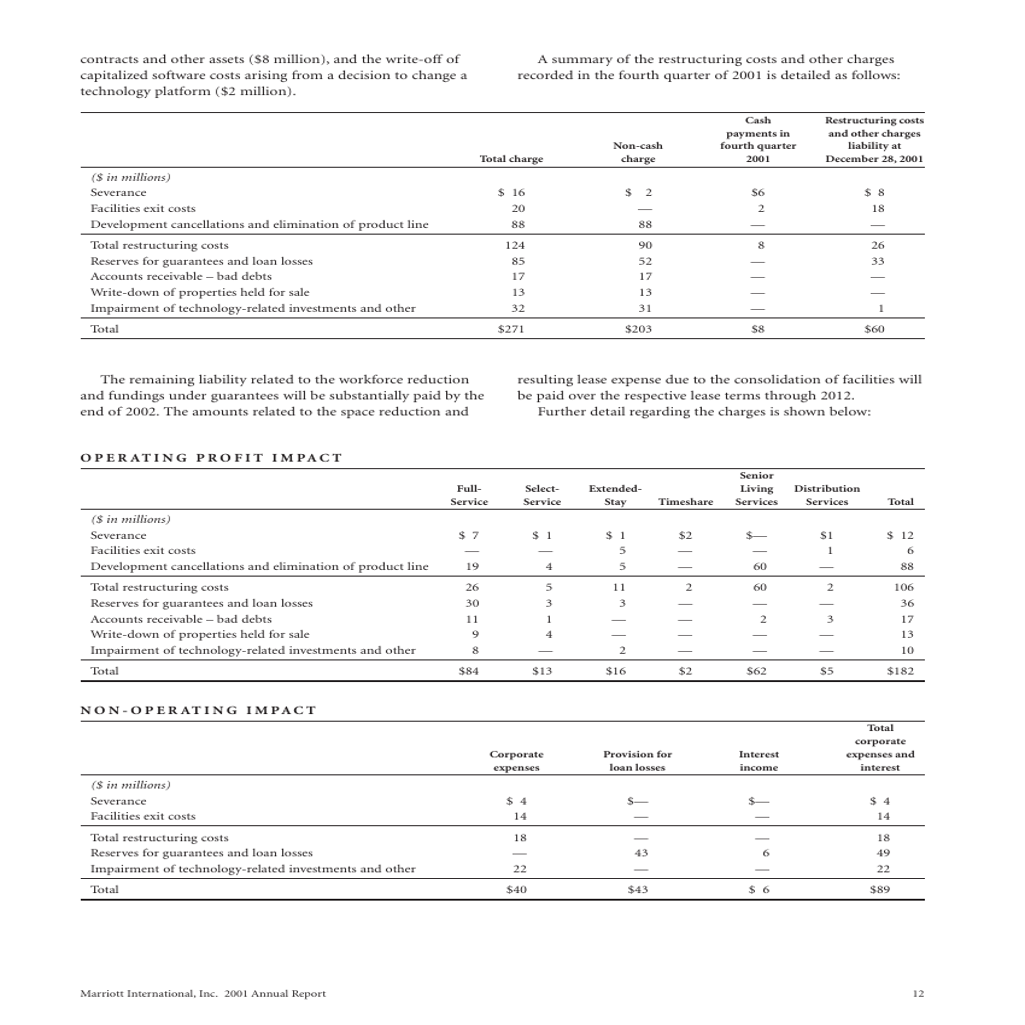 contracts and other assets ($8 million), and the write-off of
capitalized software costs arising from a decision to change a
technology platform ($2 million).
A summary of the restructuring costs and other charges
recorded in the fourth quarter of 2001 is detailed as follows:
Total charge Non-cash charge Cash payments in fourth quarter 2001 Restructuring costs and other charges liability at December 28, 2001
($ in millions)
Severance $ 16 $ 2 $6 $ 8
Facilities exit costs 20 — 2 18
Development cancellations and elimination of product line 88 88 — —
Total restructuring costs 124 90 8 26
Reserves for guarantees and loan losses 85 52 — 33
Accounts receivable – bad debts 17 17 — —
Write-down of properties held for sale 13 13 — —
Impairment of technology-related investments and other 32 31 — 1
Total $271 $203 $8 $60
The remaining liability related to the workforce reduction
and fundings under guarantees will be substantially paid by the
end of 2002. The amounts related to the space reduction and
resulting lease expense due to the consolidation of facilities will
be paid over the respective lease terms through 2012.
Further detail regarding the charges is shown below:
OPERATING PROFIT IMPACT
Full-Service Select-Service Extended-Stay Timeshare Senior Living Services Distribution Services Total
($ in millions)
Severance $ 7 $ 1 $ 1 $2 $— $1 $ 12
Facilities exit costs — — 5 — — 1 6
Development cancellations and elimination of product line 19 4 5 — 60 — 88
Total restructuring costs 26 5 11 2 60 2 106
Reserves for guarantees and loan losses 30 3 3 — — — 36
Accounts receivable – bad debts 11 1 — — 2 3 17
Write-down of properties held for sale 9 4 — — — — 13
Impairment of technology-related investments and other 8 — 2 — — — 10
Total $84 $13 $16 $2 $62 $5 $182
NON-OPERATING IMPACT
Corporate expenses Provision for loan losses Interest income Total corporate expenses and interest
($ in millions)
Severance $ 4 $— $— $ 4
Facilities exit costs 14 — — 14
Total restructuring costs 18 — — 18
Reserves for guarantees and loan losses — 43 6 49
Impairment of technology-related investments and other 22 — — 22
Total $40 $43 $ 6 $89
Marriott International, Inc. 2001 Annual Report 12